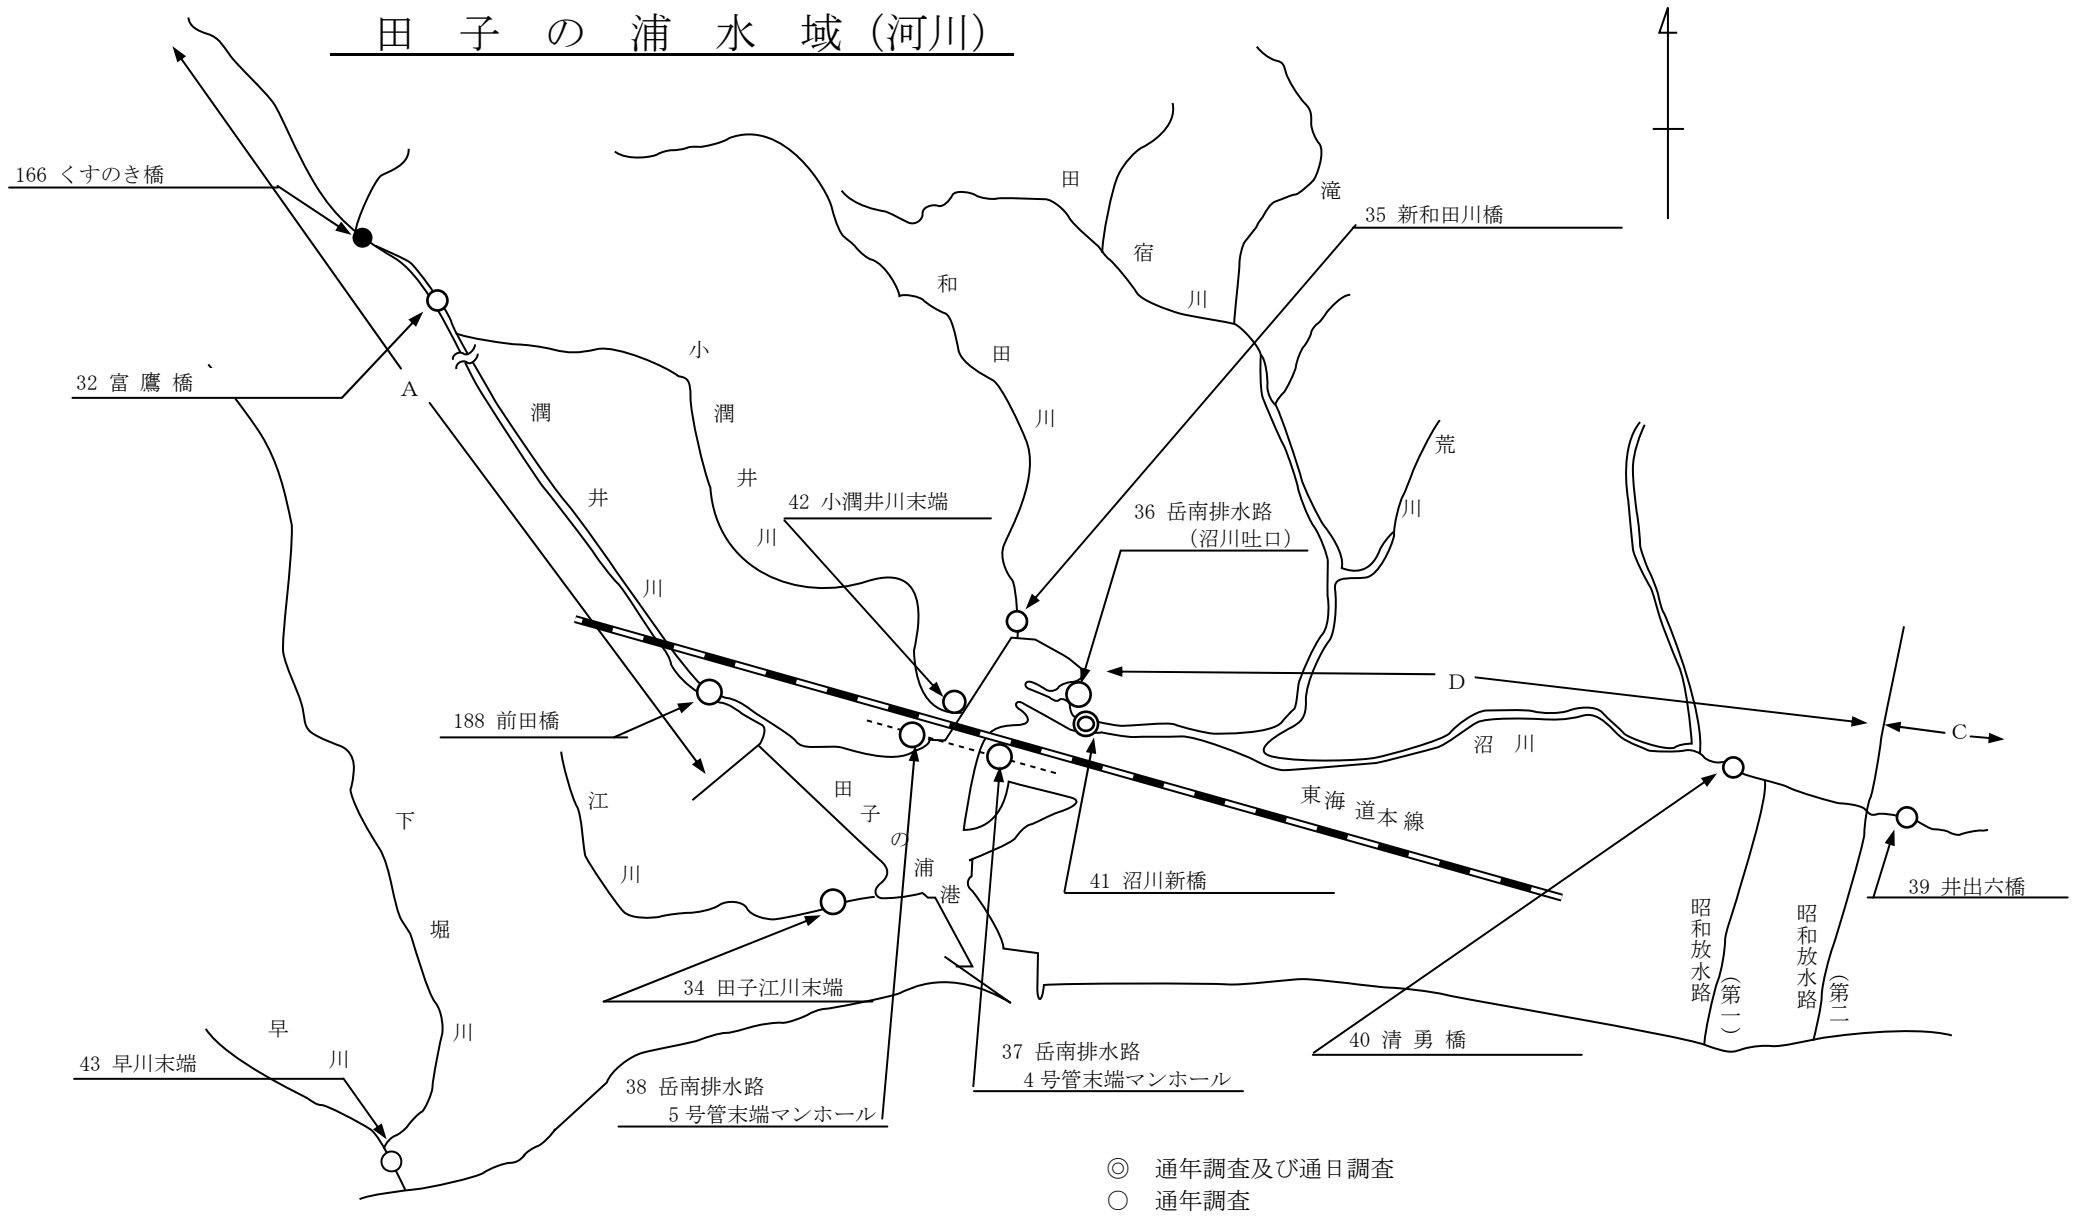 田子の浦水域(河川)
166 くすのき橋
32 富鷹橋
A
潤井川
小潤井川
和田川
田宿川
滝川
35 新和田川橋
荒川
42 小潤井川末端
36 岳南排水路
(沼川吐口)
D
C
沼川
188 前田橋
江川
田子の浦港
東海道本線
41 沼川新橋
39 井出六橋
昭和放水路(第一)
昭和放水路(第二
下堀川
34 田子江川末端
早川
43 早川末端
38 岳南排水路
5号管末端マンホール
37 岳南排水路
4号管末端マンホール
40 清勇橋
◎ 通年調査及び通日調査
○ 通年調査